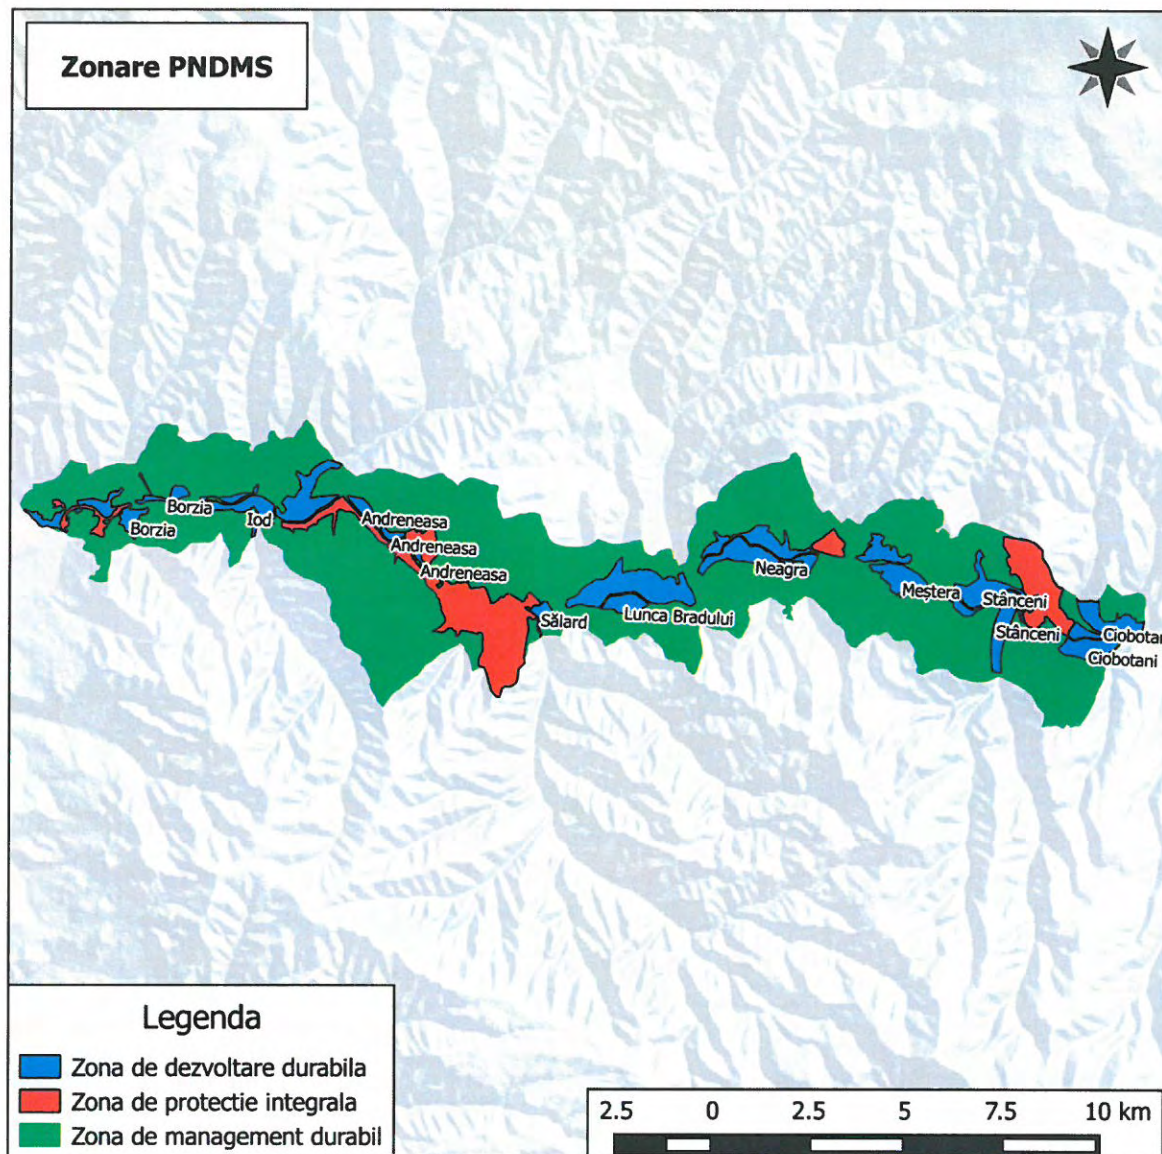 Zonare PNDMS
Borzia
Borzia
Iod
Andreneasa
Andreneasa
Andreneasa
Sălard
Lunca Bradului
Neagra
Meștera
Stânceni
Stânceni
Ciobotar
Ciobotani
Legenda
Zona de dezvoltare durabila
Zona de protectie integrala
Zona de management durabil
2.5 0 2.5 5 7.5 10 km